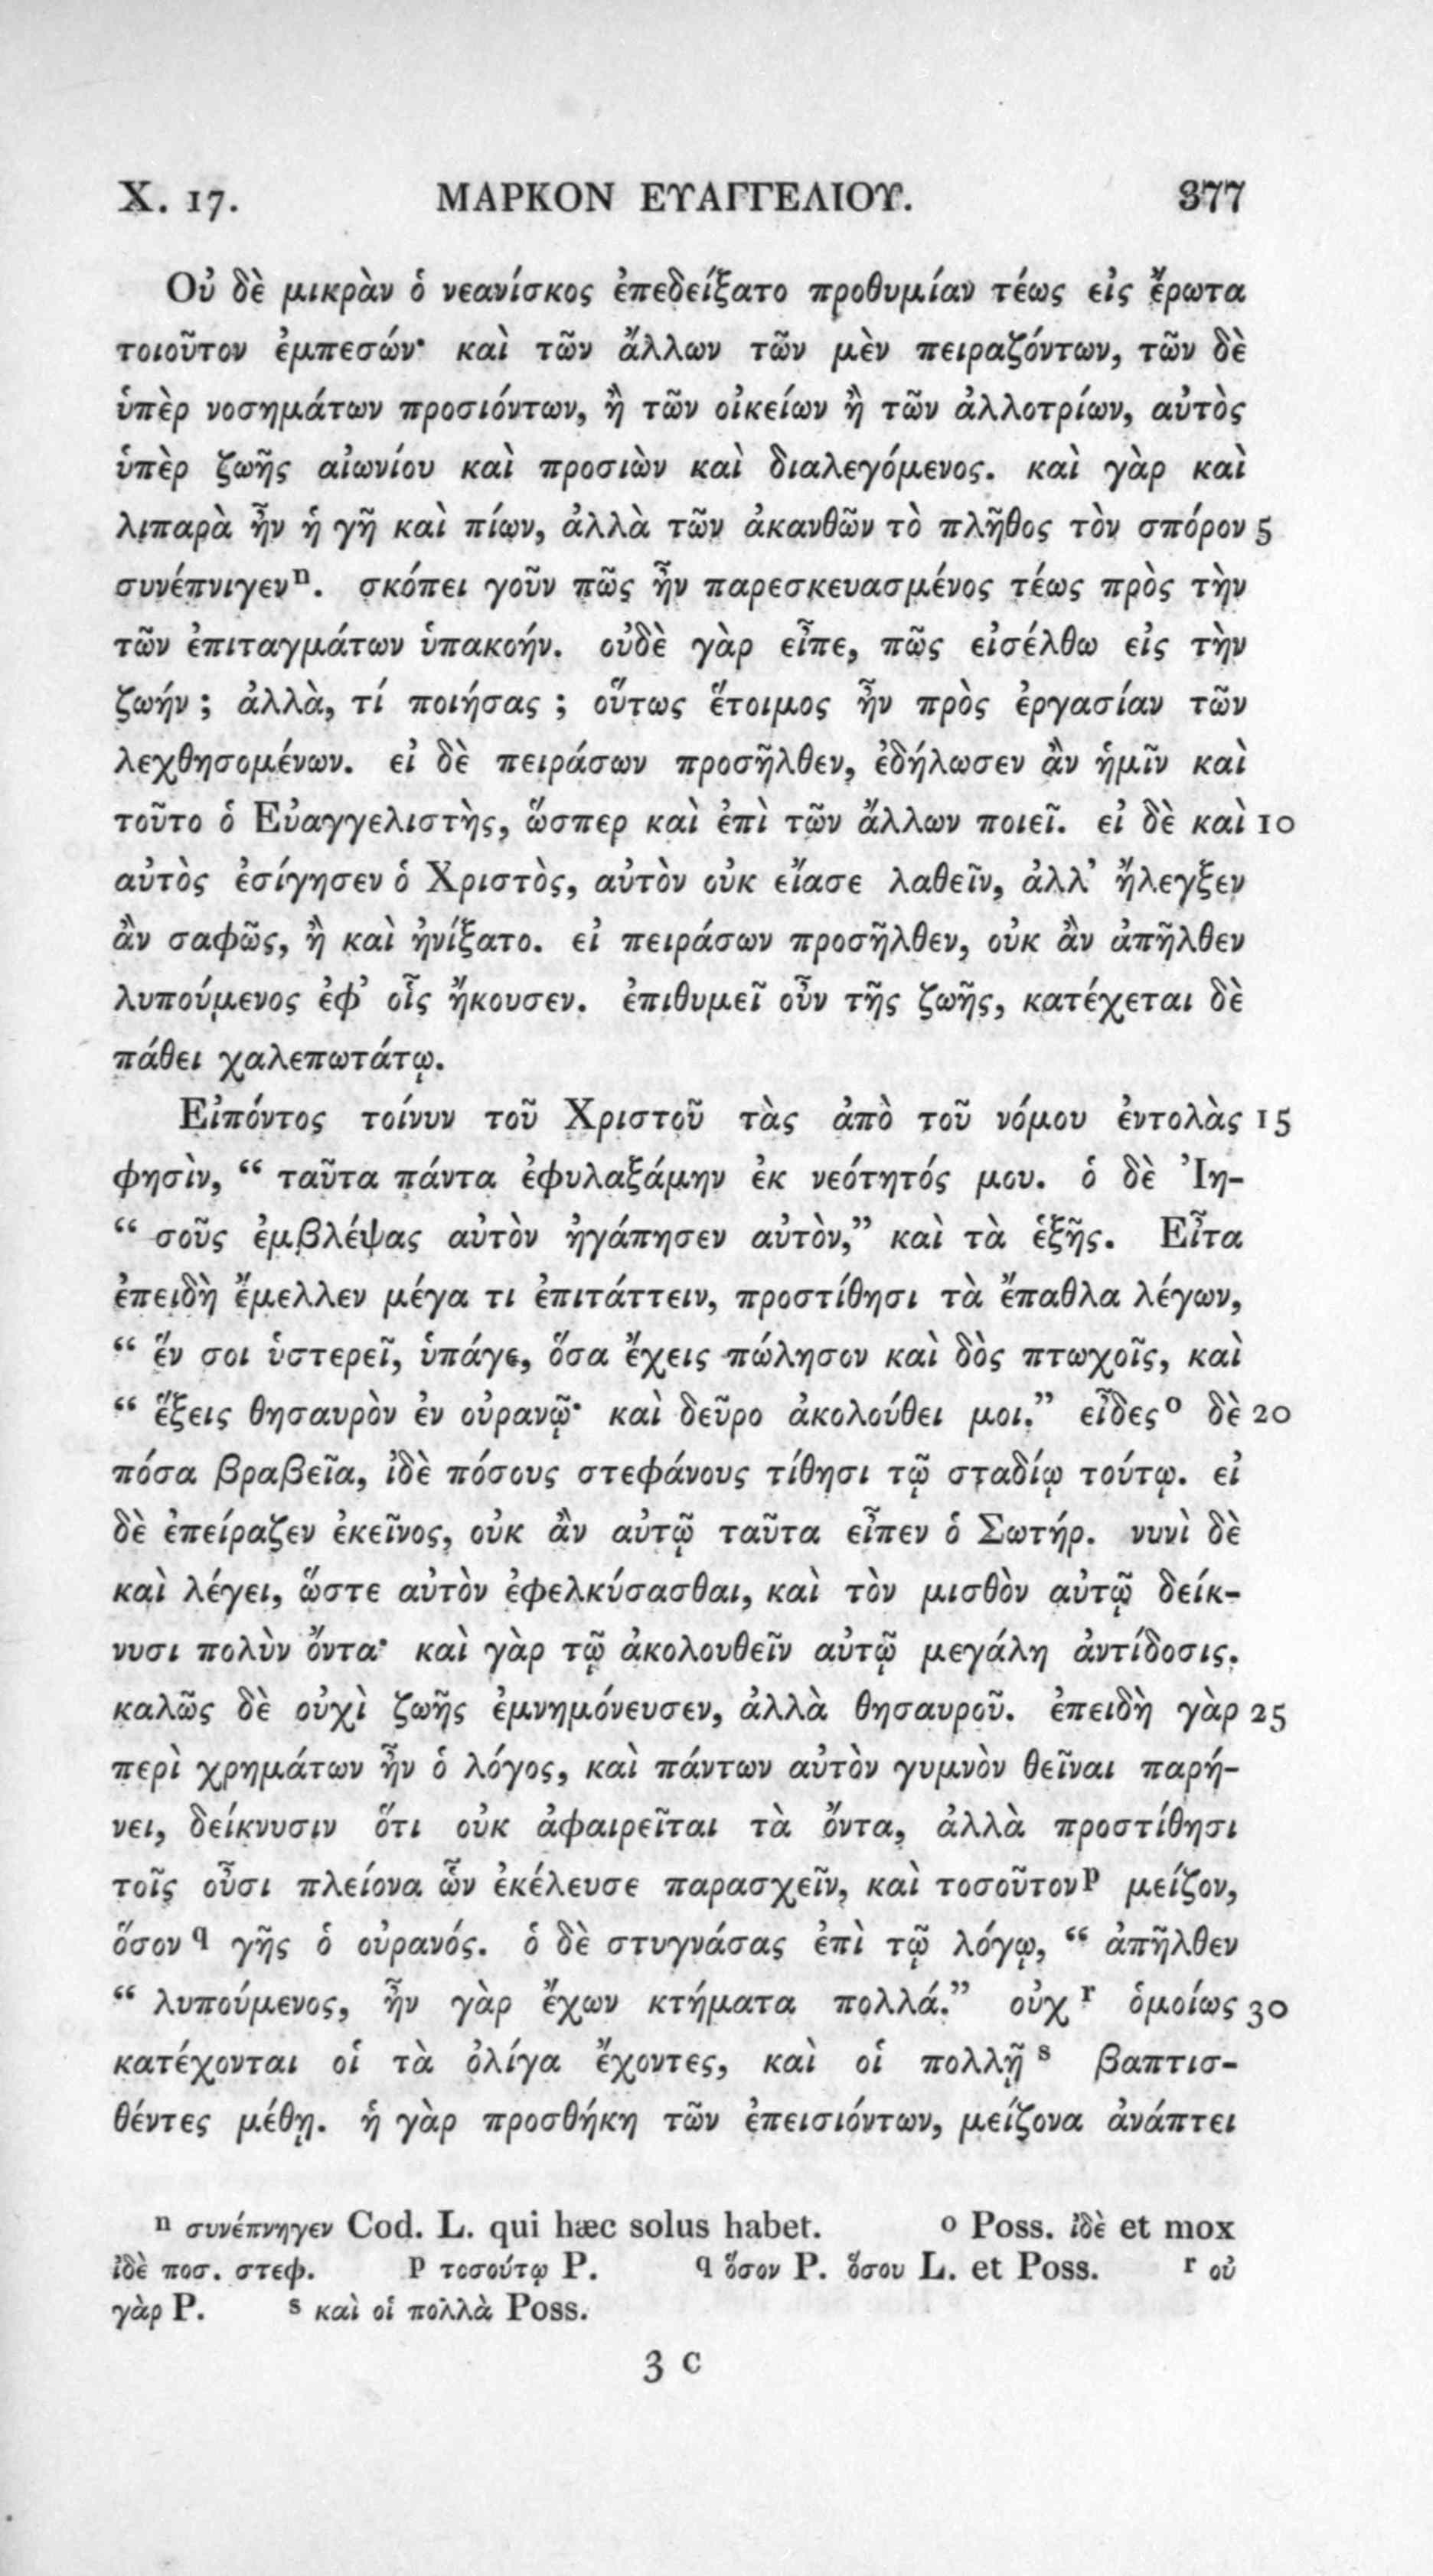 X. 17. ΜΑΡΚΟΝ ΕΥΑΓΓΕΛΙΟΥ. 377
Οὐ δὲ μικρὰν ὁ νεανίσκος ἐπεδείξατο προθυμίαν τέως εἰς ἔρωτα
τοιοῦτον ἐμπεσών· καὶ τῶν ἄλλων τῶν μὲν πειραζόντων, τῶν δὲ
ὑπὲρ νοσημάτων προσιόντων, ἢ τῶν οἰκείων ἢ τῶν ἀλλοτρίων, αὐτὸς
ὑπὲρ ζωῆς αἰωνίου καὶ προσιὼν καὶ διαλεγόμενος. καὶ γὰρ καὶ
λιπαρὰ ἦν ἡ γῆ καὶ πίων, ἀλλὰ τῶν ἀκανθῶν τὸ πλῆθος τὸν σπόρον 5
συνέπνιγεν n. σκόπει γοῦν πῶς ἦν παρεσκευασμένος τέως πρὸς τὴν
τῶν ἐπιταγμάτων ὑπακοήν. οὐδὲ γὰρ εἶπε, πῶς εἰσέλθω εἰς τὴν
ζωήν ; ἀλλὰ, τί ποιήσας ; οὕτως ἕτοιμος ἦν πρὸς ἐργασίαν τῶν
λεχθησομένων. εἰ δὲ πειράσων προσῆλθεν, ἐδήλωσεν ἂν ἡμῖν καὶ
τοῦτο ὁ Εὐαγγελιστὴς, ὥσπερ καὶ ἐπὶ τῶν ἄλλων ποιεῖ. εἰ δὲ καὶ 10
αὐτὸς ἐσίγησεν ὁ Χριστὸς, αὐτὸν οὐκ εἴασε λαθεῖν, ἀλλ’ ἤλεγξεν
ἂν σαφῶς, ἢ καὶ ἠνίξατο. εἰ πειράσων προσῆλθεν, οὐκ ἂν ἀπῆλθεν
λυπούμενος ἐφ’ οἷς ἤκουσεν. ἐπιθυμεῖ οὖν τῆς ζωῆς, κατέχεται δὲ
πάθει χαλεπωτάτῳ.
Εἰπόντος τοίνυν τοῦ Χριστοῦ τὰς ἀπὸ τοῦ νόμου ἐντολὰς 15
φησὶν, “ ταῦτα πάντα ἐφυλαξάμην ἐκ νεότητός μου. ὁ δὲ Ἰη-
“ σοῦς ἐμβλέψας αὐτὸν ἠγάπησεν αὐτὸν,” καὶ τὰ ἑξῆς. Εἶτα
ἐπειδὴ ἔμελλεν μέγα τι ἐπιτάττειν, προστίθησι τὰ ἔπαθλα λέγων,
“ ἕν σοι ὑστερεῖ, ὑπάγε, ὅσα ἔχεις πώλησον καὶ δὸς πτωχοῖς, καὶ
“ ἕξεις θησαυρὸν ἐν οὐρανῷ· καὶ δεῦρο ἀκολούθει μοι.” εἶδες o δὲ 20
πόσα βραβεῖα, ἰδὲ πόσους στεφάνους τίθησι τῷ σταδίῳ τούτῳ. εἰ
δὲ ἐπείραζεν ἐκεῖνος, οὐκ ἂν αὐτῷ ταῦτα εἶπεν ὁ Σωτήρ. νυνὶ δὲ
καὶ λέγει, ὥστε αὐτὸν ἐφελκύσασθαι, καὶ τὸν μισθὸν αὐτῷ δείκ-
νυσι πολὺν ὄντα· καὶ γὰρ τῷ ἀκολουθεῖν αὐτῷ μεγάλη ἀντίδοσις.
καλῶς δὲ οὐχὶ ζωῆς ἐμνημόνευσεν, ἀλλὰ θησαυροῦ. ἐπειδὴ γὰρ 25
περὶ χρημάτων ἦν ὁ λόγος, καὶ πάντων αὐτὸν γυμνὸν θεῖναι παρή-
νει, δείκνυσιν ὅτι οὐκ ἀφαιρεῖται τὰ ὄντα, ἀλλὰ προστίθησι
τοῖς οὖσι πλείονα ὧν ἐκέλευσε παρασχεῖν, καὶ τοσοῦτον p μείζον,
ὅσον q γῆς ὁ οὐρανός. ὁ δὲ στυγνάσας ἐπὶ τῷ λόγῳ, “ ἀπῆλθεν
“ λυπούμενος, ἦν γὰρ ἔχων κτήματα πολλά.” οὐχ r ὁμοίως 30
κατέχονται οἱ τὰ ὀλίγα ἔχοντες, καὶ οἱ πολλῇ s βαπτισ-
θέντες μέθῃ. ἡ γὰρ προσθήκη τῶν ἐπεισιόντων, μείζονα ἀνάπτει
n συνέπνηγεν Cod. L. qui hæc solus habet. o Poss. ἰδὲ et mox
ἰδὲ ποσ. στεφ. p τοσούτῳ P. q ὅσον P. ὅσου L. et Poss. r οὐ
γὰρ P. s καὶ οἱ πολλὰ Poss.
3 C